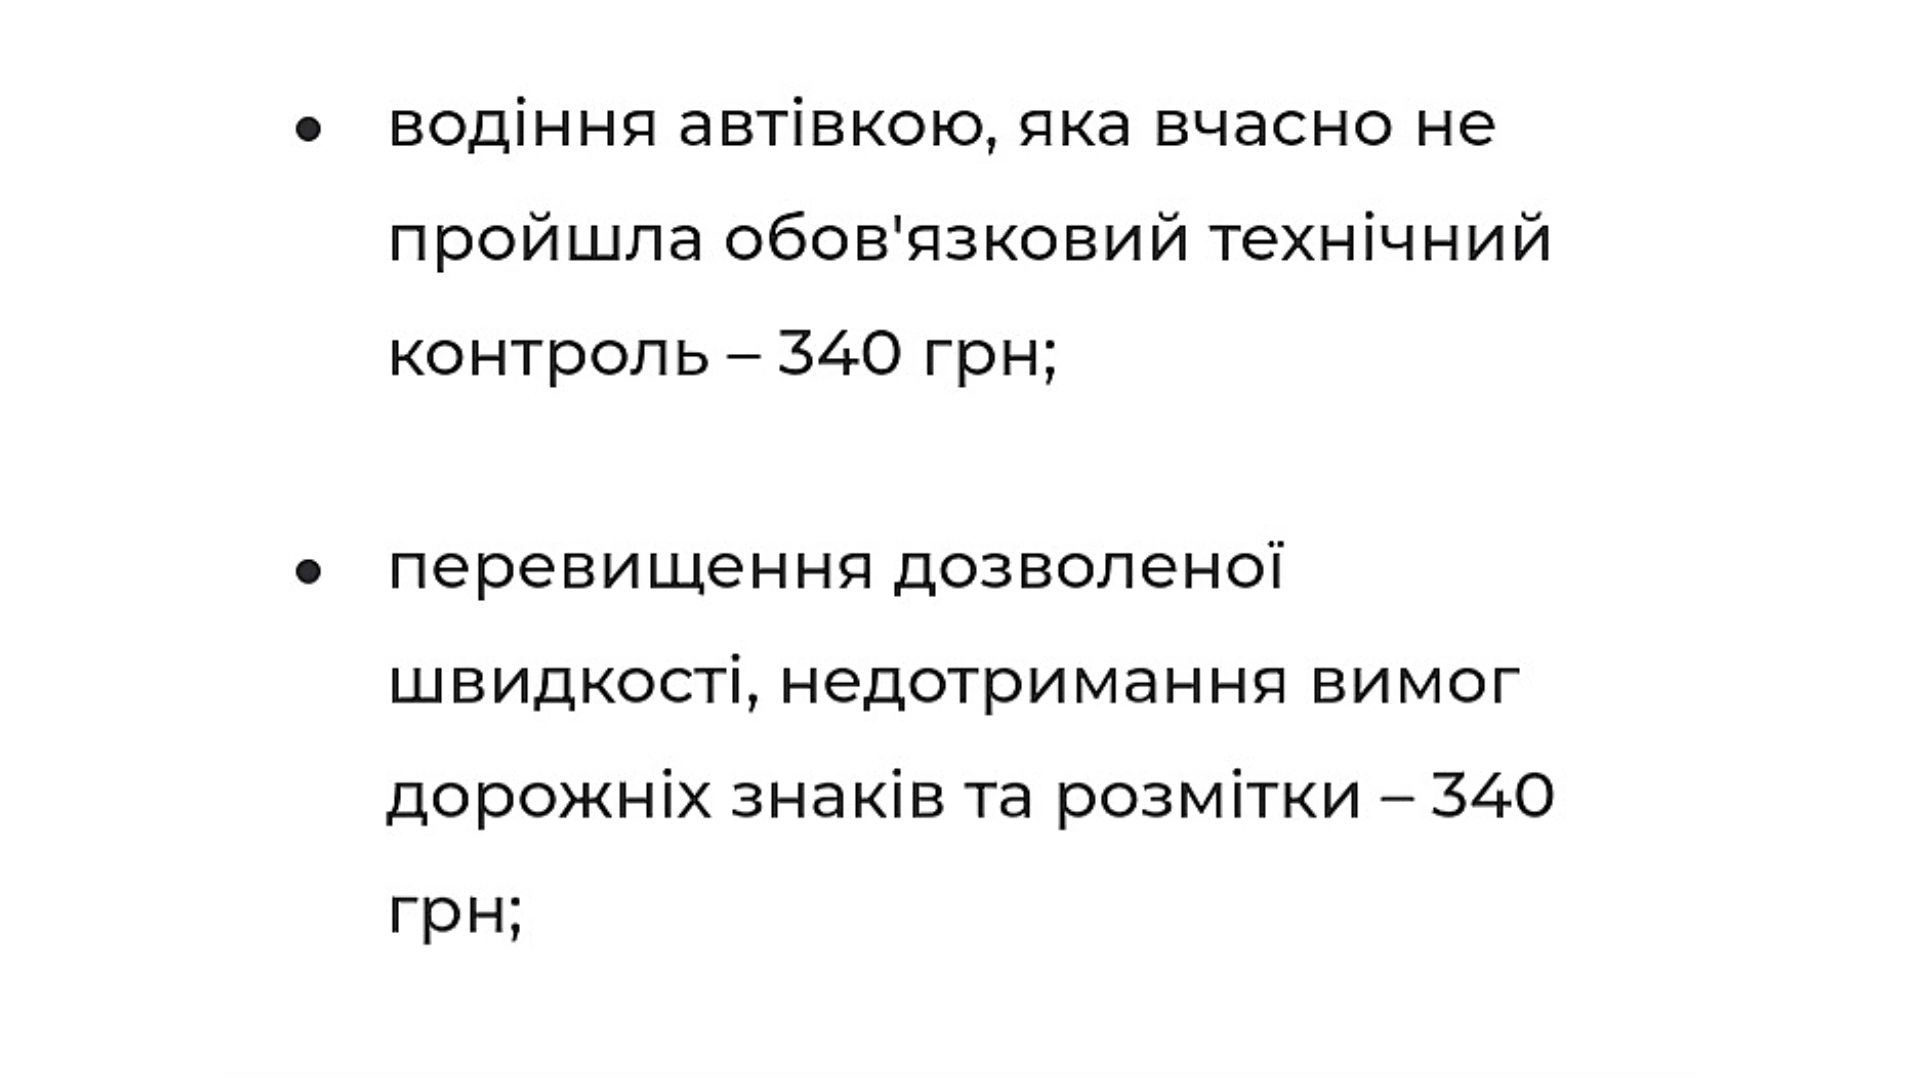 • водіння автівкою, яка вчасно не
пройшла обов'язковий технічний
контроль – 340 грн;
• перевищення дозволеної
швидкості, недотримання вимог
дорожніх знаків та розмітки – 340
грн;